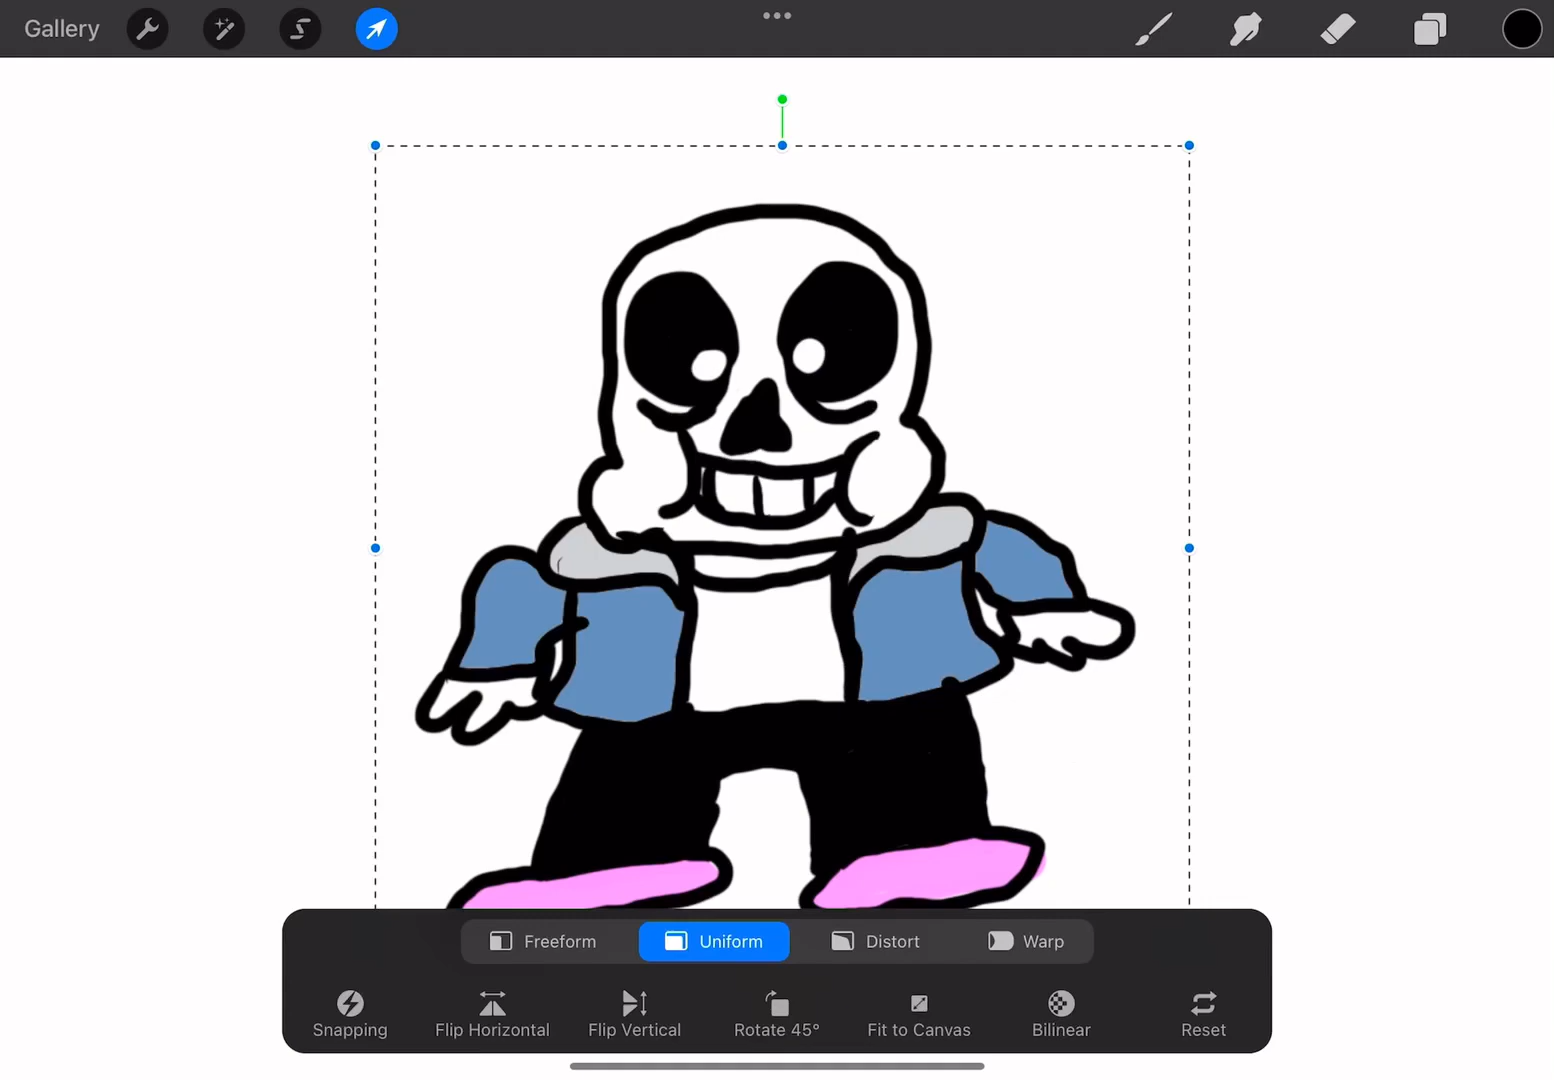 Gallery
Freeform
Uniform
Distort
Warp
Snapping
Flip Horizontal
Flip Vertical
Rotate 45°
Fit to Canvas
Bilinear
Reset